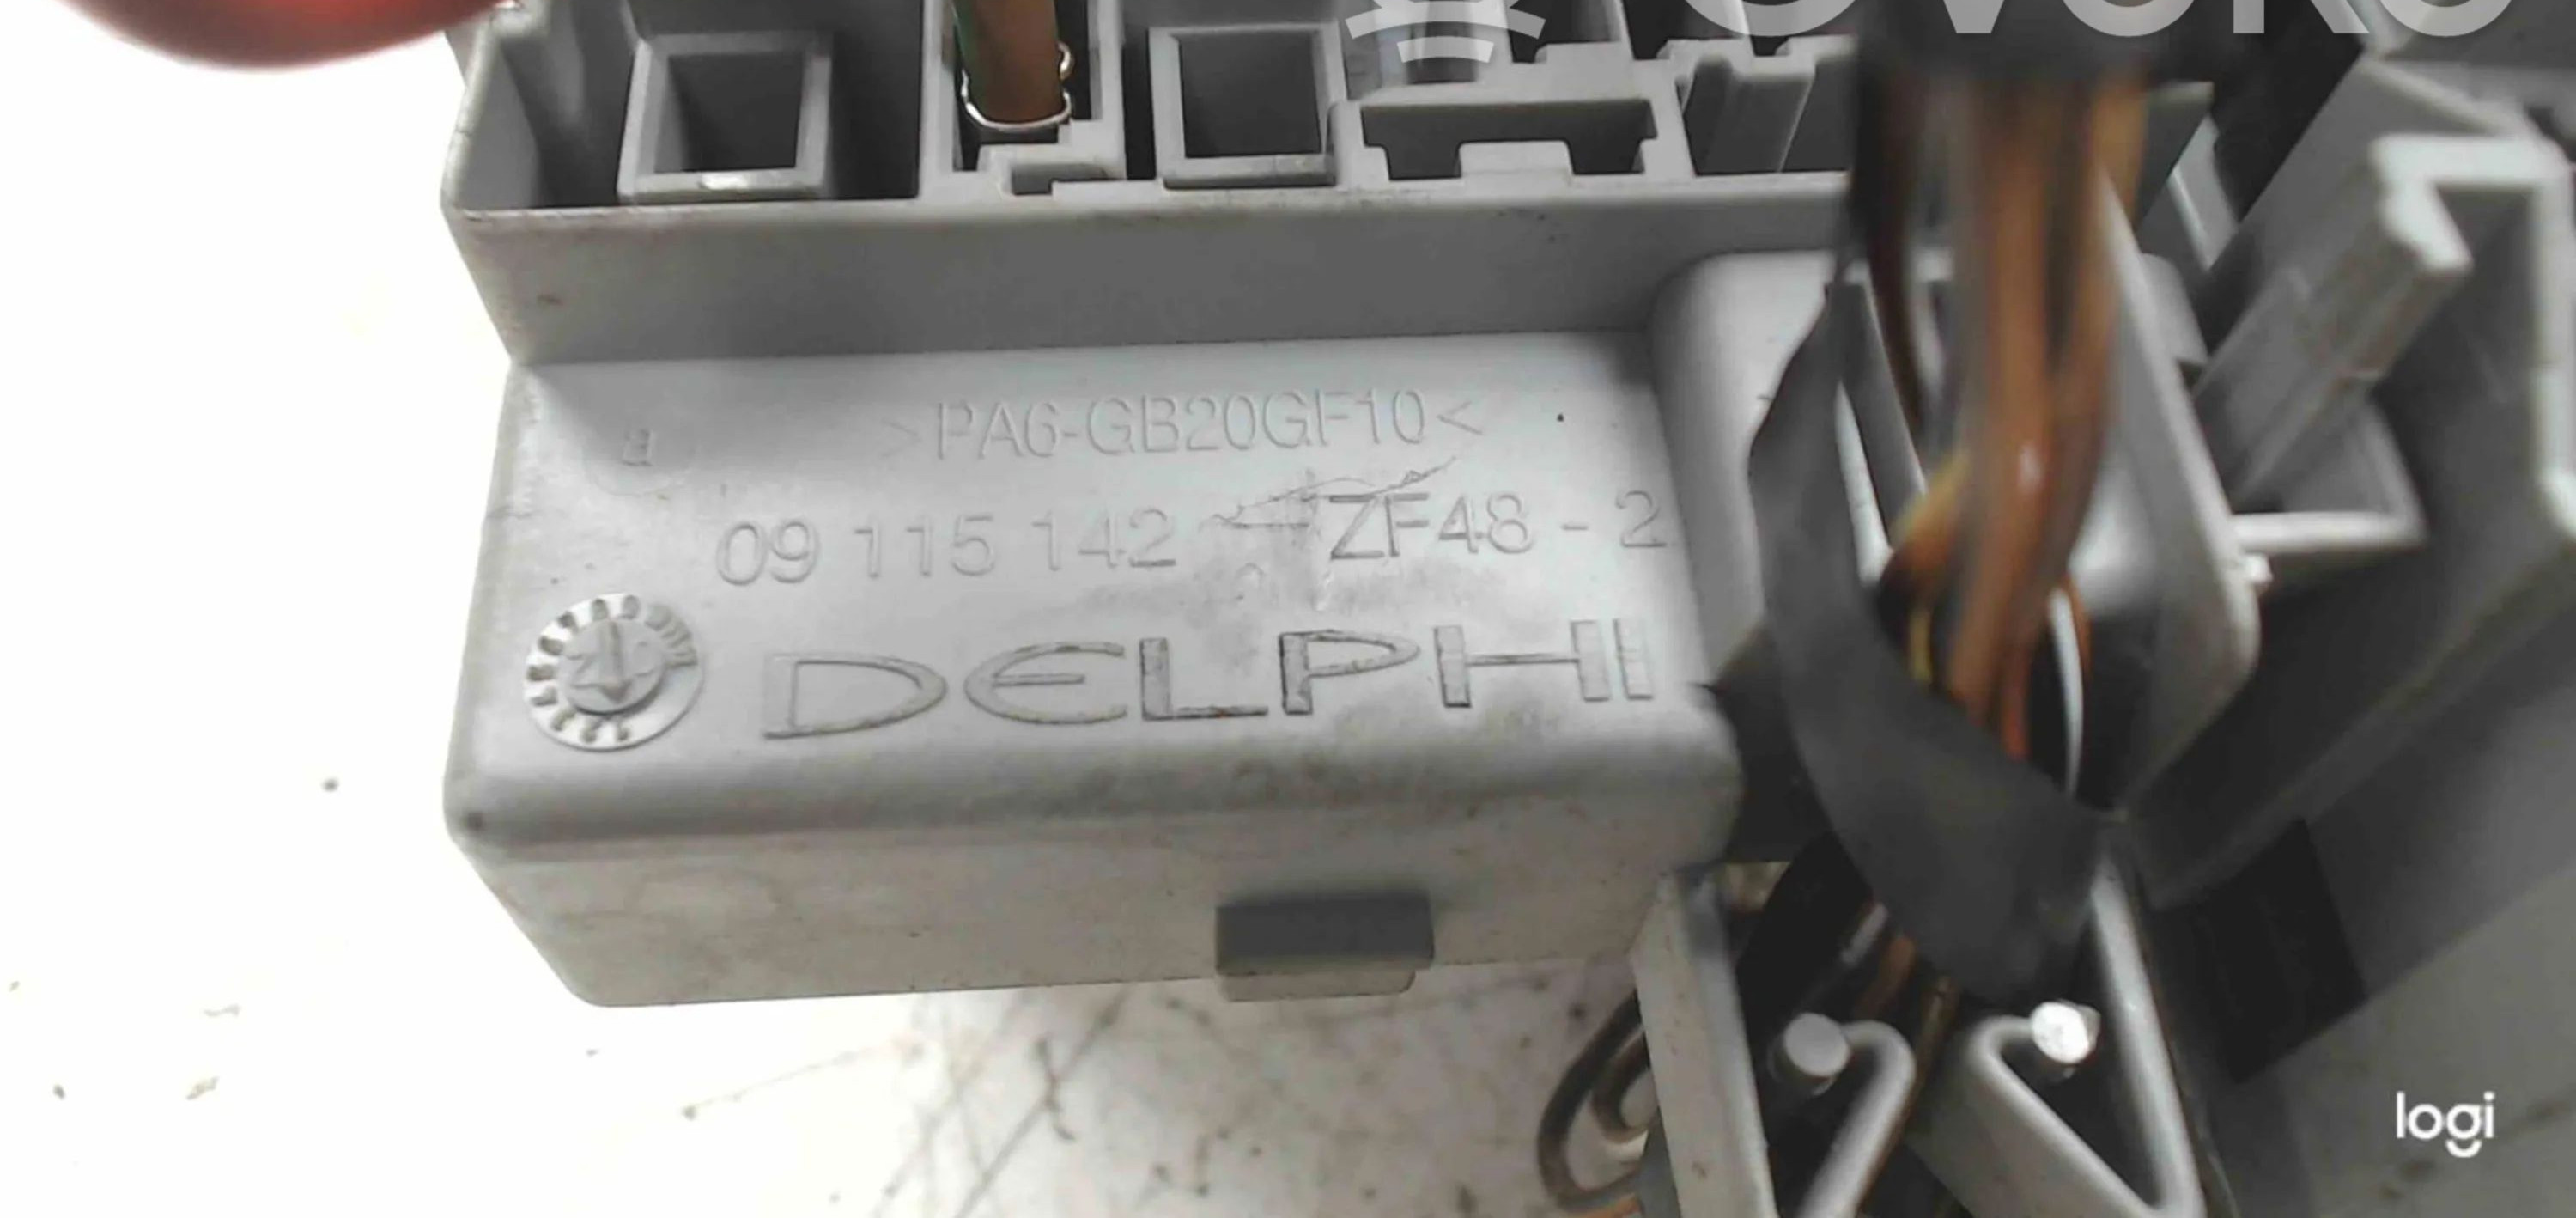 >PA6-GB20GF10<
a
09 115 142 ZF48 - 2
DELPHI
logi